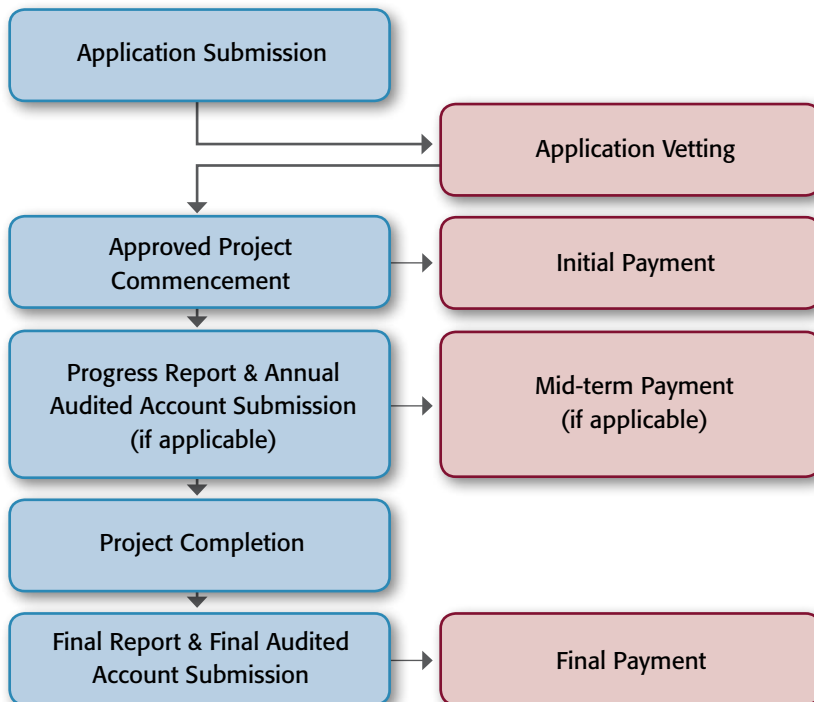 Application Submission
Application Vetting
Approved Project
Commencement
Initial Payment
Progress Report & Annual
Audited Account Submission
(if applicable)
Mid-term Payment
(if applicable)
Project Completion
Final Report & Final Audited
Account Submission
Final Payment